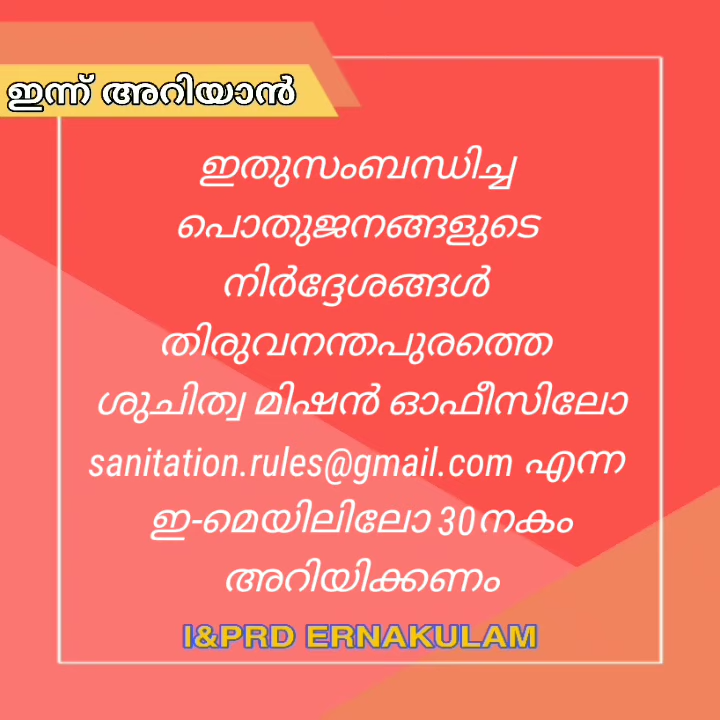 ഇന്ന് അറിയാൻ
ഇതുസംബന്ധിച്ച
പൊതുജനങ്ങളുടെ
നിർദ്ദേശങ്ങൾ
തിരുവനന്തപുരത്തെ
ശുചിത്വ മിഷൻ ഓഫീസിലോ
sanitation.rules@gmail.com എന്ന
ഇ-മെയിലിലോ 30നകം
അറിയിക്കണം
I&PRD ERNAKULAM